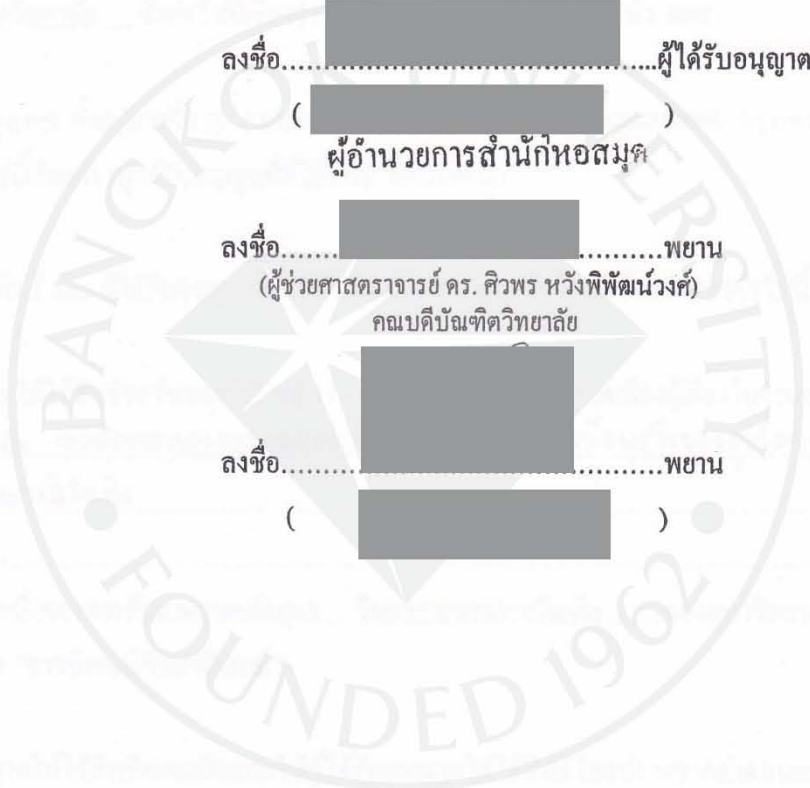 ลงชื่อ.......................................................ผู้ได้รับอนุญาต
( )
ผู้อำนวยการสำนักหอสมุด
ลงชื่อ.......................................พยาน
(ผู้ช่วยศาสตราจารย์ ดร. ศิวพร หวังพิพัฒน์วงศ์)
คณบดีบัณฑิตวิทยาลัย
ลงชื่อ.......................................พยาน
( )
BANGKOK UNIVERSITY
FOUNDED 1962